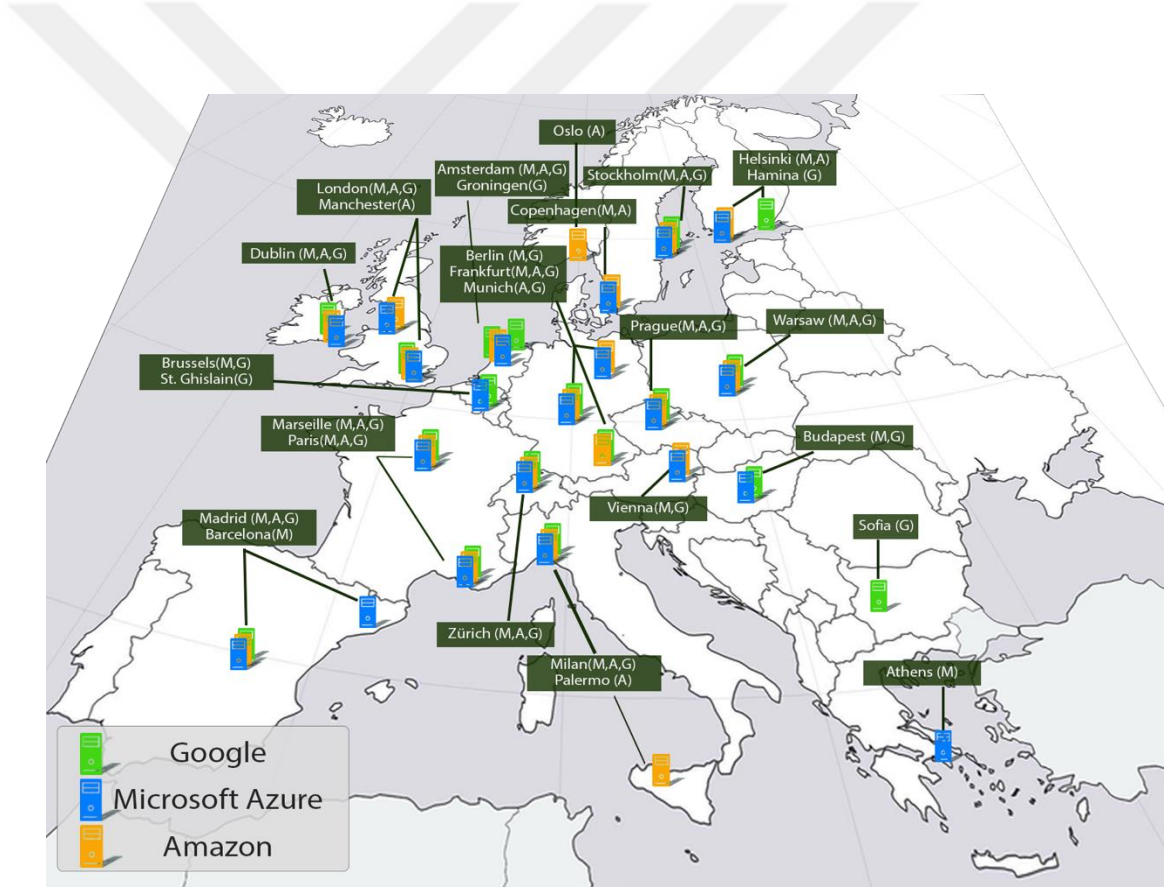 Oslo (A)
Amsterdam (M,A,G)
Groningen(G)
Stockholm(M,A,G)
Helsinki (M,A)
Hamina (G)
London(M,A,G)
Manchester(A)
Copenhagen(M,A)
Dublin (M,A,G)
Berlin (M,G)
Frankfurt(M,A,G)
Munich(A,G)
Prague(M,A,G)
Warsaw (M,A,G)
Brussels(M,G)
St. Ghislain(G)
Marseille (M,A,G)
Paris(M,A,G)
Budapest (M,G)
Vienna(M,G)
Madrid (M,A,G)
Barcelona(M)
Sofia (G)
Zürich (M,A,G)
Milan(M,A,G)
Palermo (A)
Athens (M)
Google
Microsoft Azure
Amazon